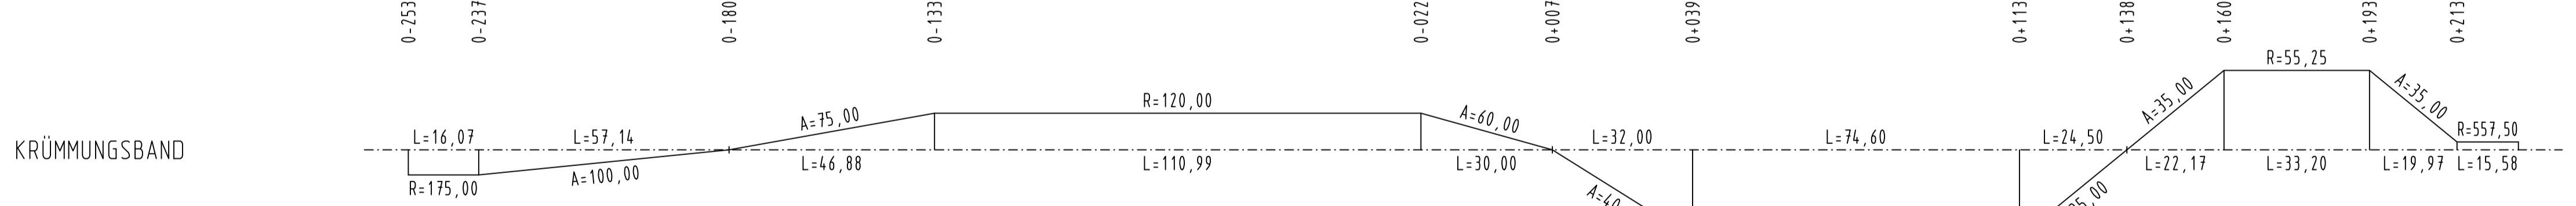 0-253 0-237 0-180 0-133 0-022 0+007 0+039 0+113 0+138 0+160 0+193 0+213
R=55,25
A=75,00 R=120,00 A=60,00 A=35,00 A=35,00
L=16,07 L=57,14 L=32,00 L=74,60 L=24,50 R=557,50
KRÜMMUNGSBAND
L=46,88 L=110,99 L=30,00 L=22,17 L=33,20 L=19,97 L=15,58
R=175,00 A=100,00